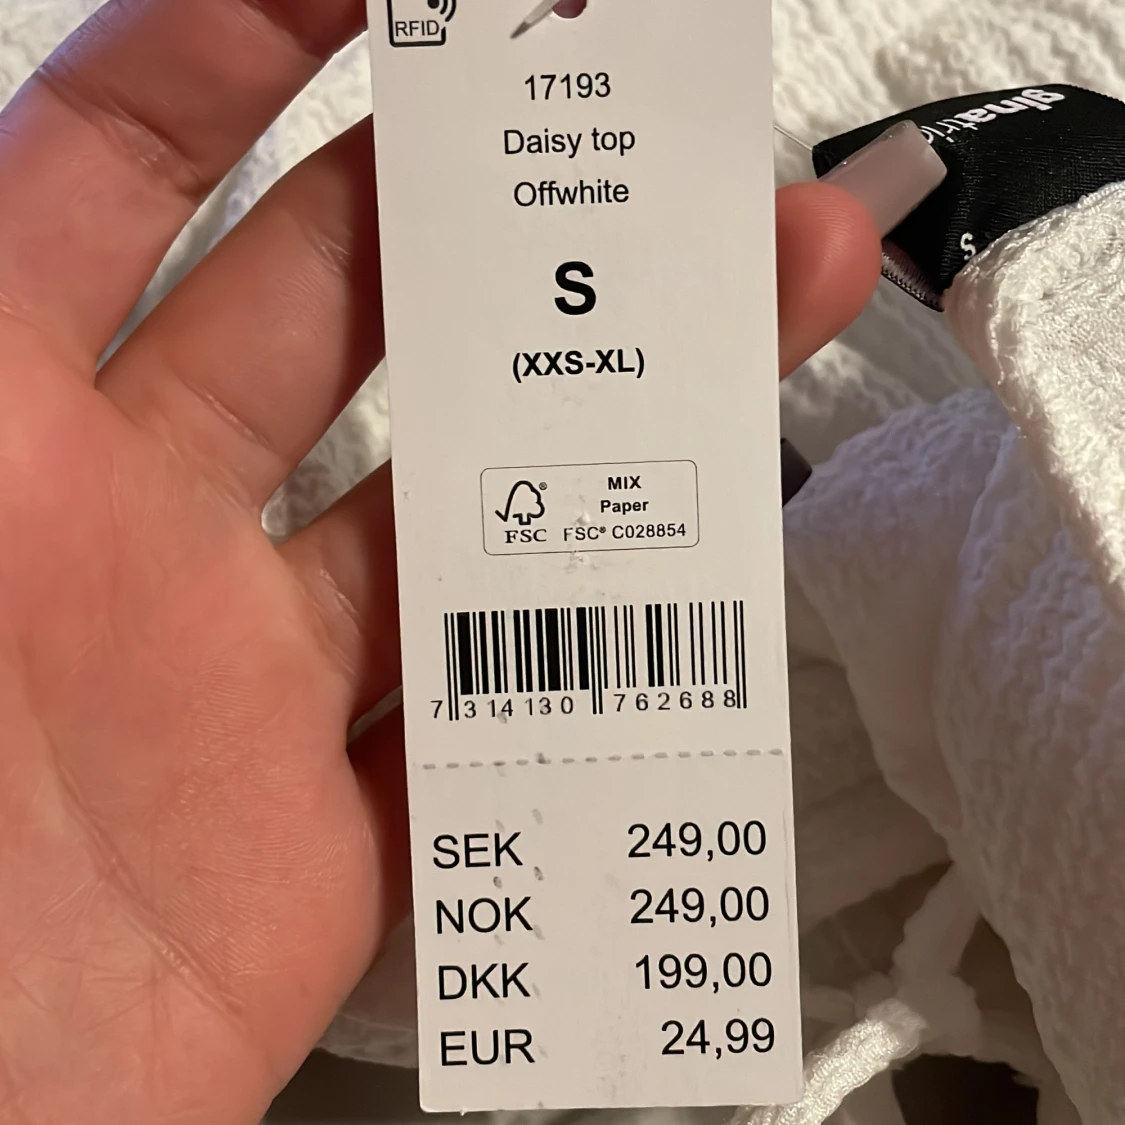 RFID
17193
Daisy top
Offwhite
S
(XXS-XL)
MIX
Paper
FSC® C028854
FSC
7 314130 762688
SEK 249,00
NOK 249,00
DKK 199,00
EUR 24,99
ginatric
S